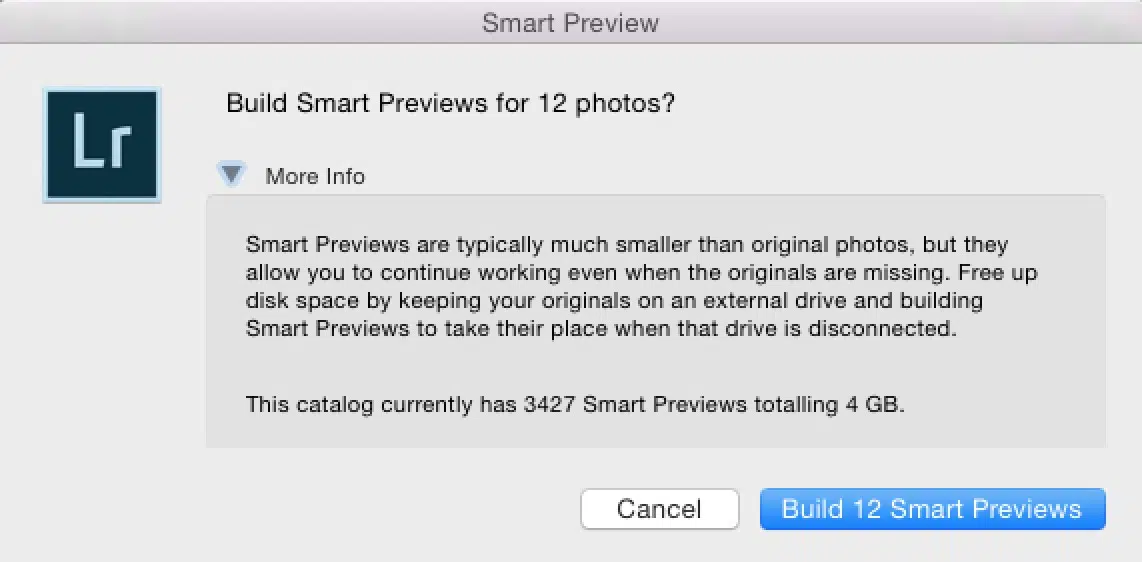 Smart Preview
Lr
Build Smart Previews for 12 photos?
More Info
Smart Previews are typically much smaller than original photos, but they
allow you to continue working even when the originals are missing. Free up
disk space by keeping your originals on an external drive and building
Smart Previews to take their place when that drive is disconnected.
This catalog currently has 3427 Smart Previews totalling 4 GB.
Cancel
Build 12 Smart Previews